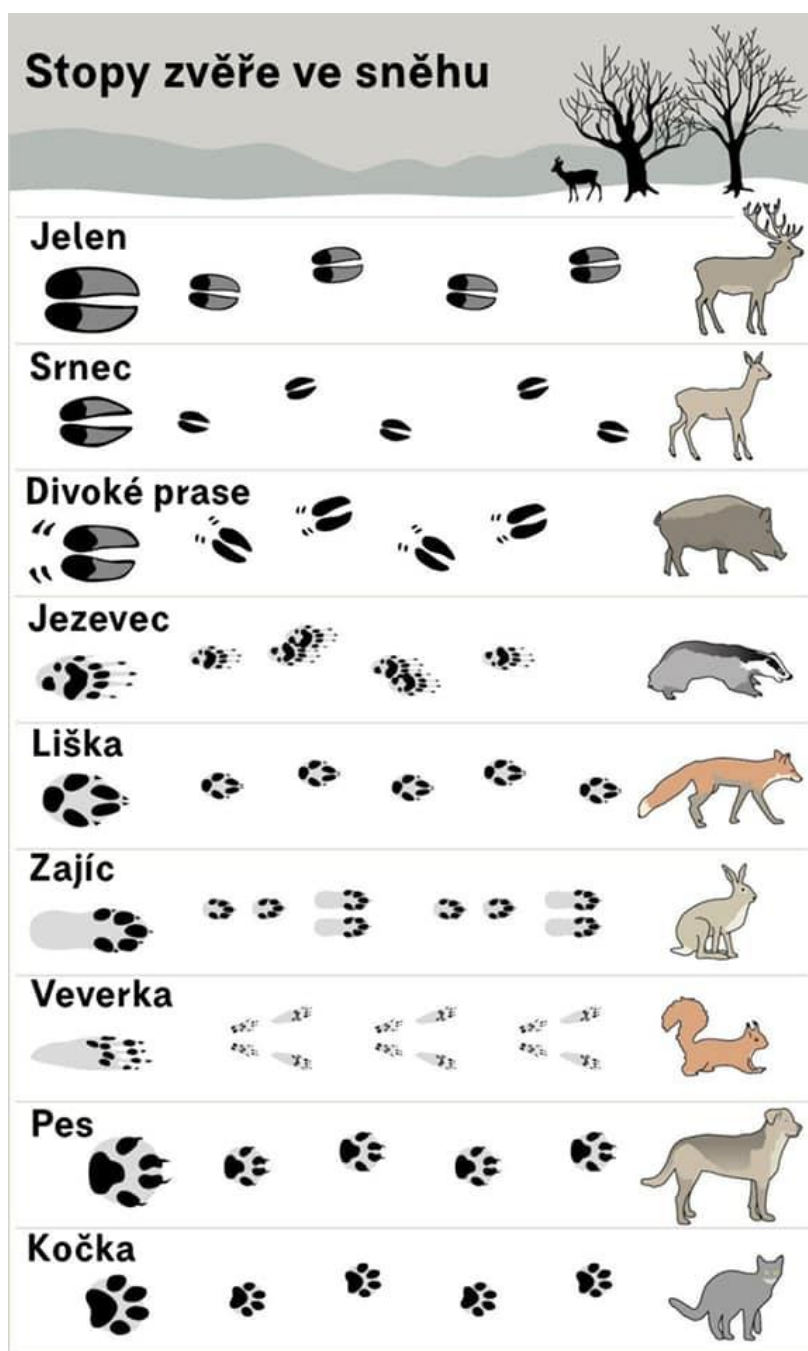 Stopy zvěře ve sněhu
Jelen
Srnec
Divoké prase
Jezevec
Liška
Zajíc
Veverka
Pes
Kočka